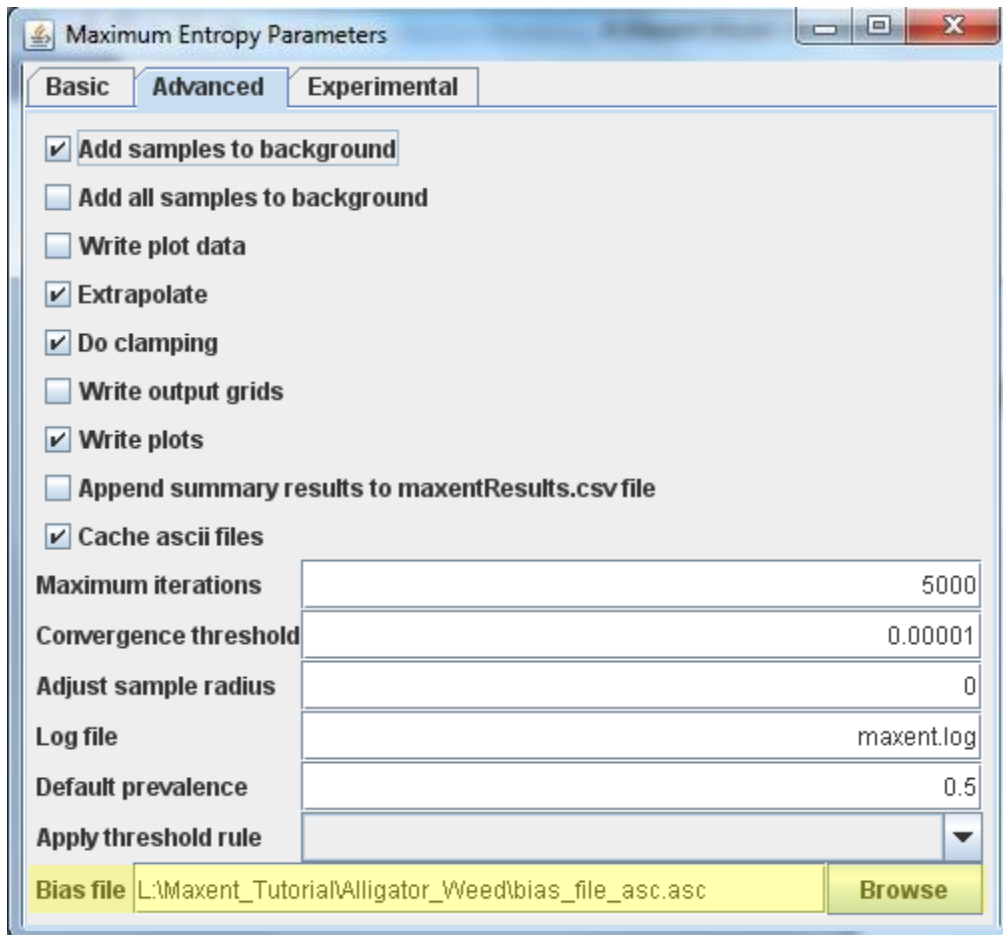 Maximum Entropy Parameters
Basic Advanced Experimental
Add samples to background
Add all samples to background
Write plot data
Extrapolate
Do clamping
Write output grids
Write plots
Append summary results to maxentResults.csv file
Cache ascii files
Maximum iterations 5000
Convergence threshold 0.00001
Adjust sample radius 0
Log file maxent.log
Default prevalence 0.5
Apply threshold rule
Bias file L:\Maxent_Tutorial\Alligator_Weed\bias_file_asc.asc Browse